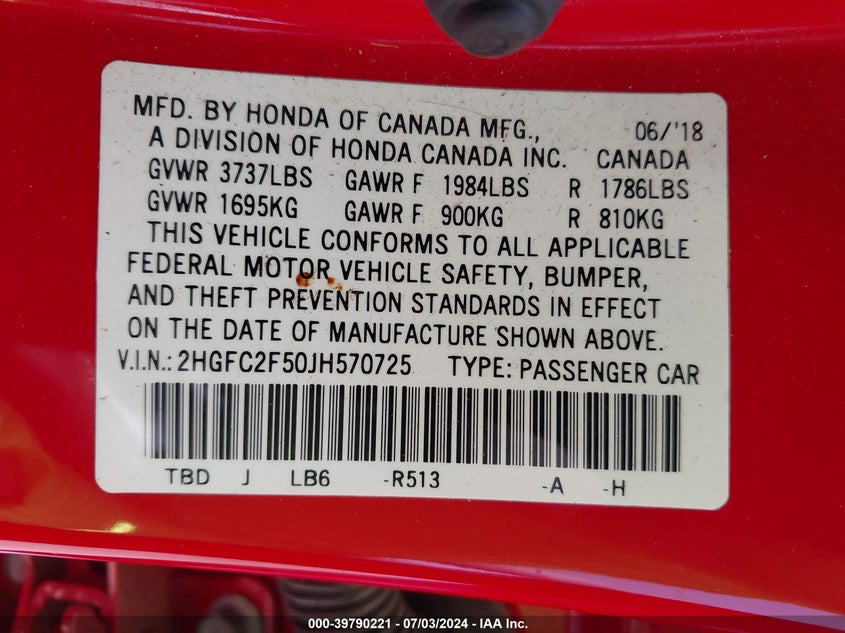 MFD. BY HONDA OF CANADA MFG., 06/'18
A DIVISION OF HONDA CANADA INC. CANADA
GVWR 3737LBS GAWR F 1984LBS R 1786LBS
GVWR 1695KG GAWR F 900KG R 810KG
THIS VEHICLE CONFORMS TO ALL APPLICABLE
FEDERAL MOTOR VEHICLE SAFETY, BUMPER,
AND THEFT PREVENTION STANDARDS IN EFFECT
ON THE DATE OF MANUFACTURE SHOWN ABOVE.
V.I.N.: 2HGFC2F50JH570725 TYPE: PASSENGER CAR
TBD J LB6 -R513 -A -H
000-39790221 - 07/03/2024 - IAA Inc.